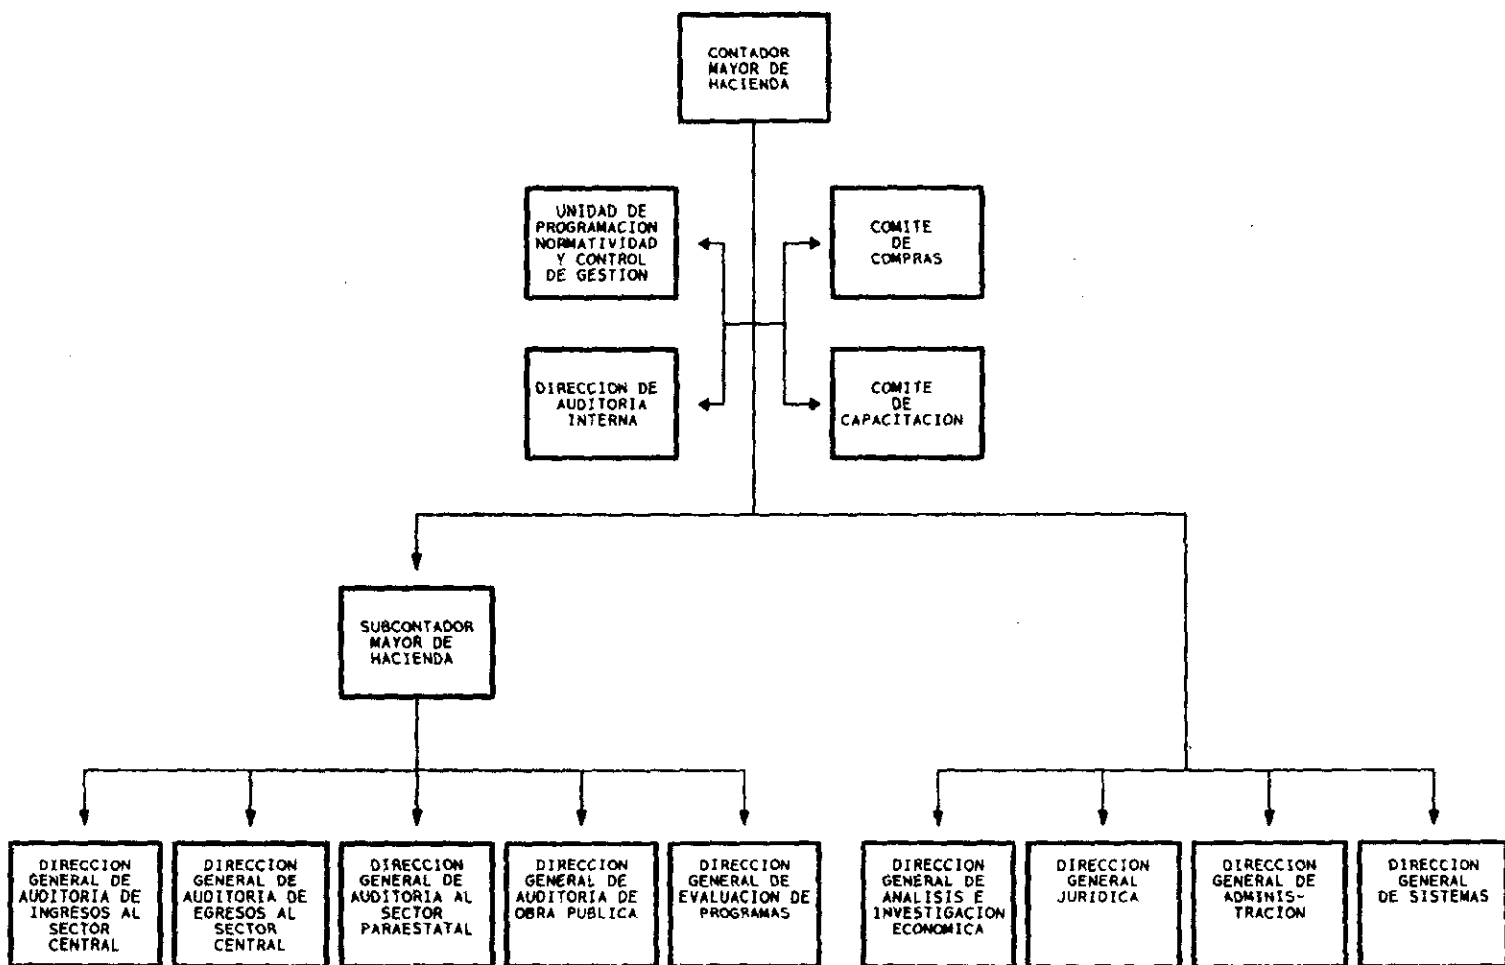 CONTADOR
MAYOR DE
HACIENDA
UNIDAD DE
PROGRAMACION
NORMATIVIDAD
Y CONTROL
DE GESTION
COMITE
DE
COMPRAS
DIRECCION DE
AUDITORIA
INTERNA
COMITE
DE
CAPACITACION
SUBCONTADOR
MAYOR DE
HACIENDA
DIRECCION
GENERAL DE
AUDITORIA DE
INGRESOS AL
SECTOR
CENTRAL
DIRECCION
GENERAL DE
AUDITORIA DE
EGRESOS AL
SECTOR
CENTRAL
DIRECCION
GENERAL DE
AUDITORIA AL
SECTOR
PARAESTATAL
DIRECCION
GENERAL DE
AUDITORIA DE
OBRA PUBLICA
DIRECCION
GENERAL DE
EVALUACION DE
PROGRAMAS
DIRECCION
GENERAL DE
ANALISIS E
INVESTIGACION
ECONOMICA
DIRECCION
GENERAL
JURIDICA
DIRECCION
GENERAL DE
ADMINIS-
TRACION
DIRECCION
GENERAL
DE SISTEMAS